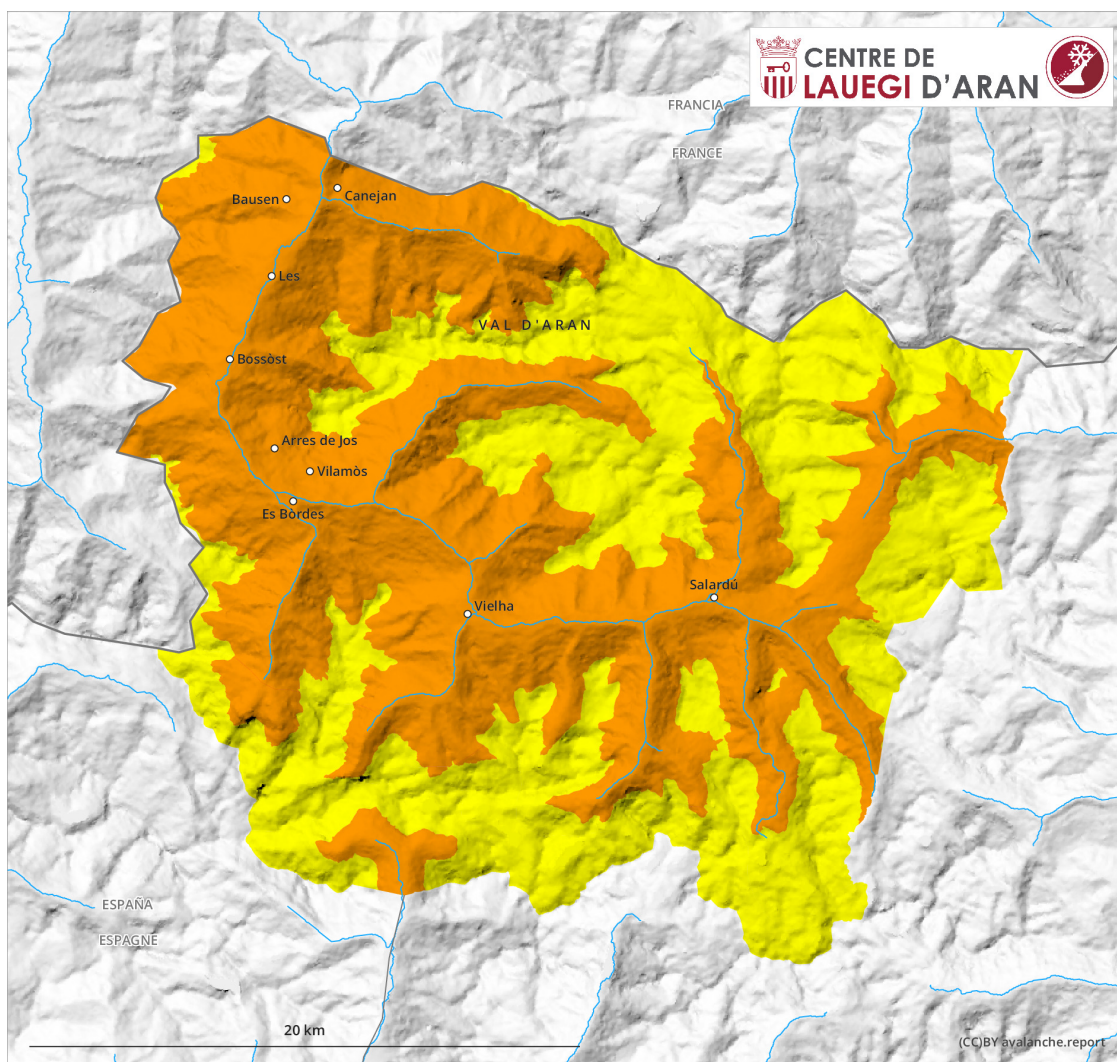 CENTRE DE
LAUEGI D'ARAN
FRANCIA
FRANCE
Bausen
Canejan
Les
VAL D'ARAN
Bossòst
Arres de Jos
Vilamòs
Es Bòrdes
Salardú
Vielha
ESPAÑA
ESPAGNE
20 km
(CC)BY avalanche.report